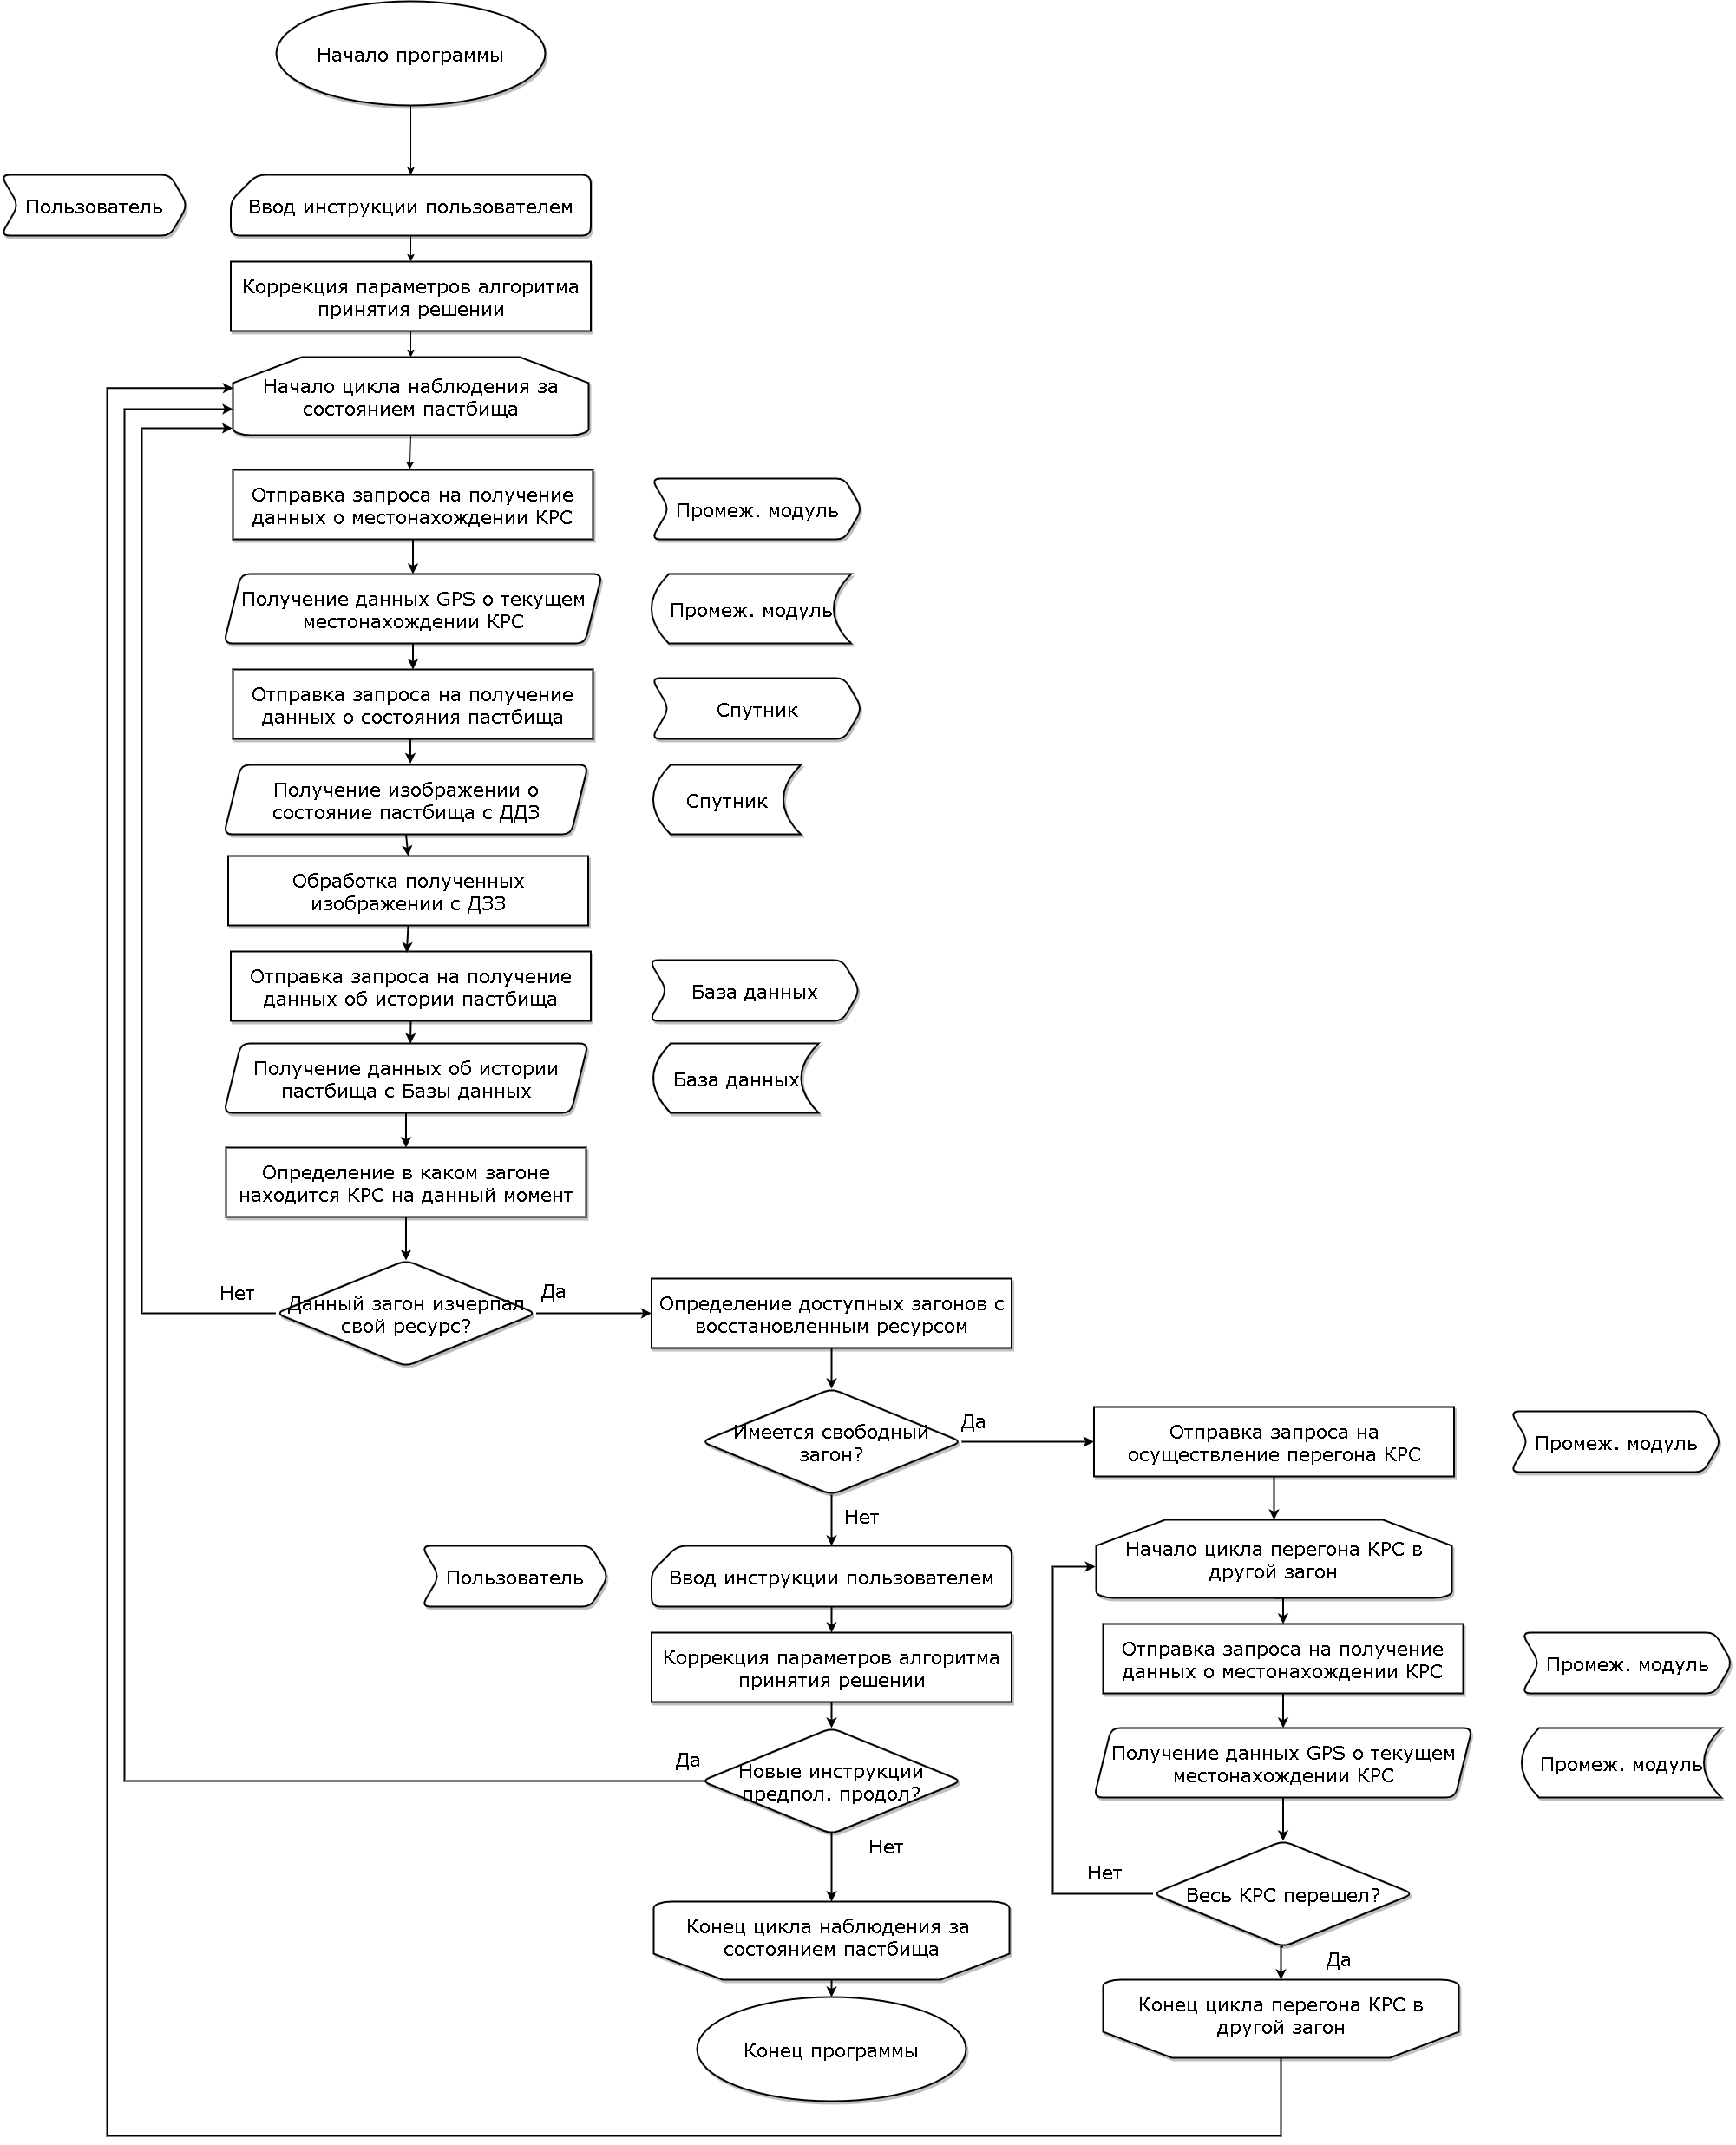 Начало программы
Пользователь
Ввод инструкции пользователем
Коррекция параметров алгоритма
принятия решении
Начало цикла наблюдения за
состоянием пастбища
Отправка запроса на получение
данных о местонахождении КРС
Промеж. модуль
Получение данных GPS о текущем
местонахождении КРС
Промеж. модуль
Отправка запроса на получение
данных о состояния пастбища
Спутник
Получение изображении о
состояние пастбища с ДДЗ
Спутник
Обработка полученных
изображении с ДЗЗ
Отправка запроса на получение
данных об истории пастбища
База данных
Получение данных об истории
пастбища с Базы данных
База данных
Определение в каком загоне
находится КРС на данный момент
Нет
Данный загон изчерпал
свой ресурс?
Да
Определение доступных загонов с
восстановленным ресурсом
Имеется свободный
загон?
Да
Отправка запроса на
осуществление перегона КРС
Промеж. модуль
Нет
Начало цикла перегона КРС в
другой загон
Пользователь
Ввод инструкции пользователем
Коррекция параметров алгоритма
принятия решении
Отправка запроса на получение
данных о местонахождении КРС
Промеж. модуль
Да
Новые инструкции
предпол. продол?
Получение данных GPS о текущем
местонахождении КРС
Промеж. модуль
Нет
Нет
Весь КРС перешел?
Да
Конец цикла наблюдения за
состоянием пастбища
Конец цикла перегона КРС в
другой загон
Конец программы